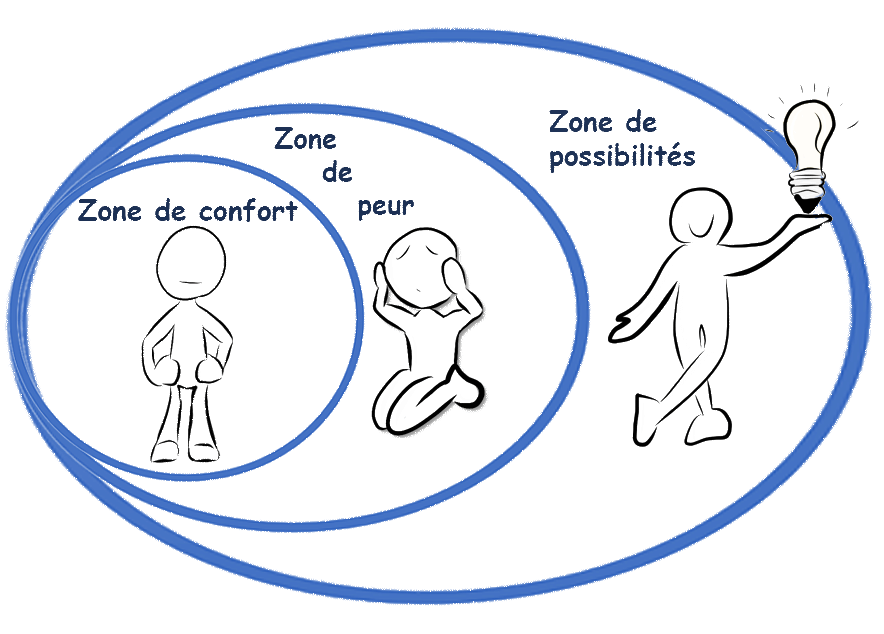 Zone de confort
Zone
de
peur
Zone de
possibilités